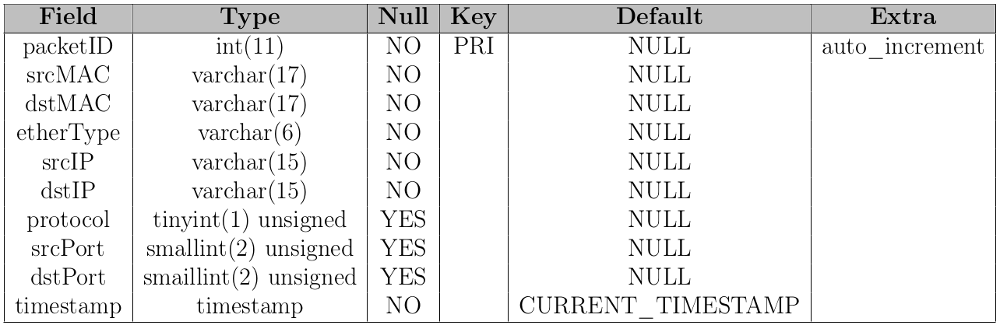 Field Type Null Key Default Extra
packetID int(11) NO PRI NULL auto_increment
srcMAC varchar(17) NO NULL
dstMAC varchar(17) NO NULL
etherType varchar(6) NO NULL
srcIP varchar(15) NO NULL
dstIP varchar(15) NO NULL
protocol tinyint(1) unsigned YES NULL
srcPort smallint(2) unsigned YES NULL
dstPort smaillint(2) unsigned YES NULL
timestamp timestamp NO CURRENT_TIMESTAMP